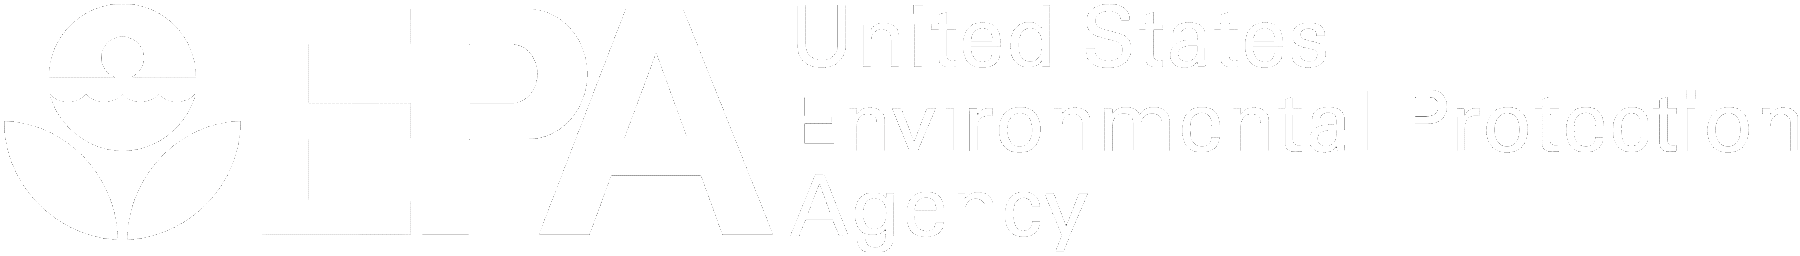 EPA
United States
Environmental Protection
Agency